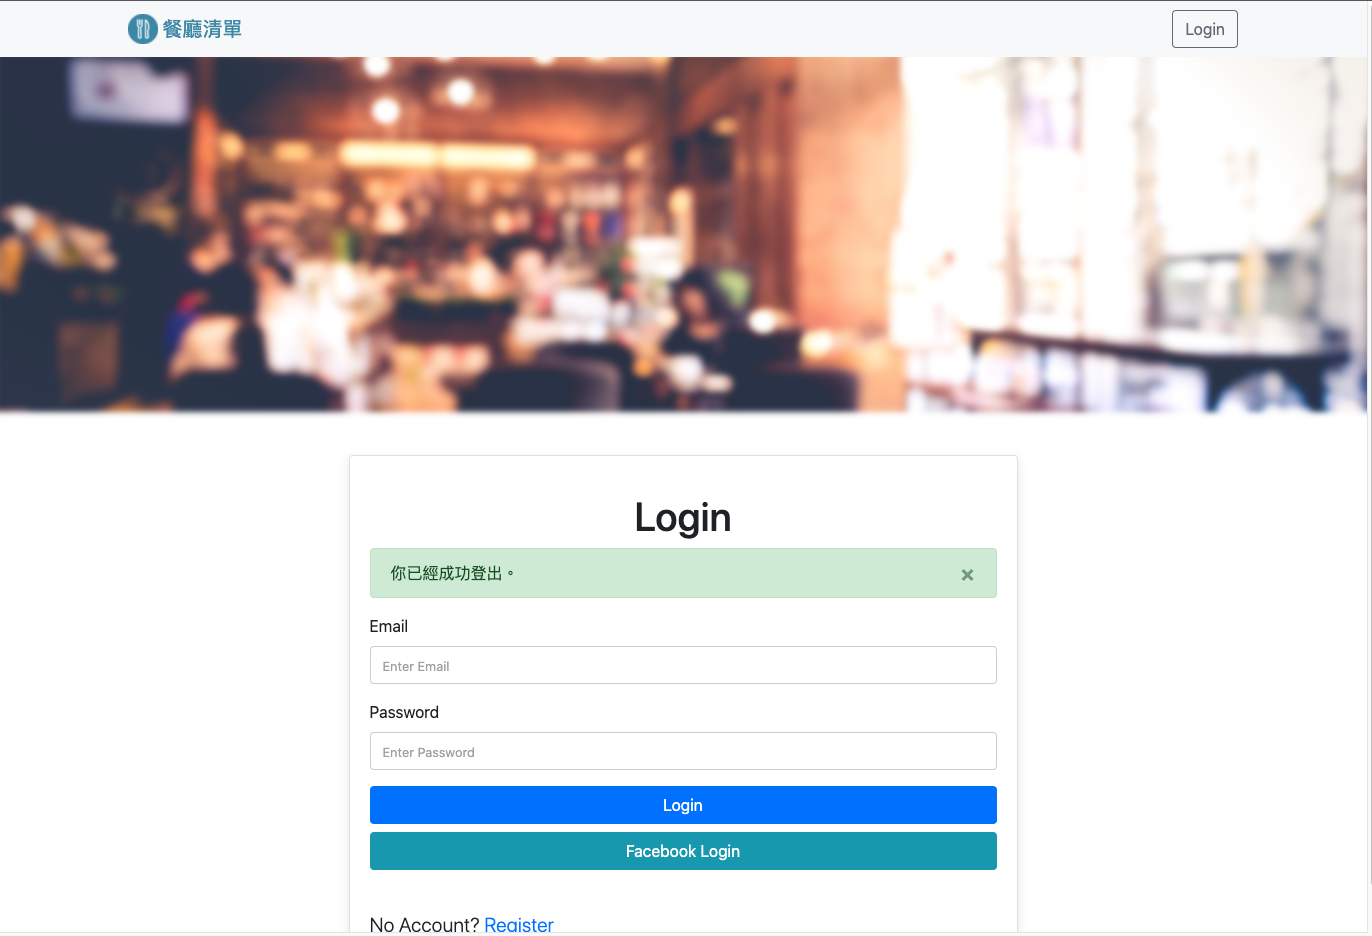 餐廳清單
Login
Login
你已經成功登出。
×
Email
Enter Email
Password
Enter Password
Login
Facebook Login
No Account? Register